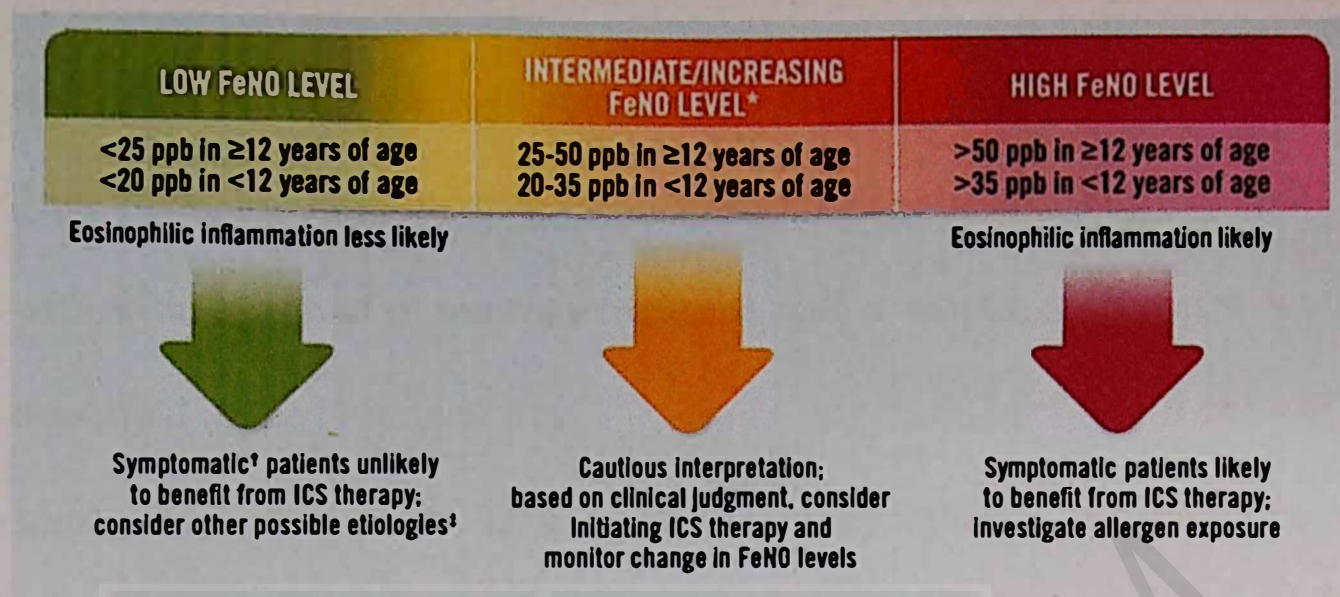 LOW FeNO LEVEL
<25 ppb in ≥12 years of age
<20 ppb in <12 years of age
Eosinophilic inflammation less likely
Symptomatic† patients unlikely
to benefit from ICS therapy;
consider other possible etiologies‡
INTERMEDIATE/INCREASING
FeNO LEVEL*
25-50 ppb in ≥12 years of age
20-35 ppb in <12 years of age
Cautious interpretation;
based on clinical judgment, consider
initiating ICS therapy and
monitor change in FeNO levels
HIGH FeNO LEVEL
>50 ppb in ≥12 years of age
>35 ppb in <12 years of age
Eosinophilic inflammation likely
Symptomatic patients likely
to benefit from ICS therapy;
investigate allergen exposure